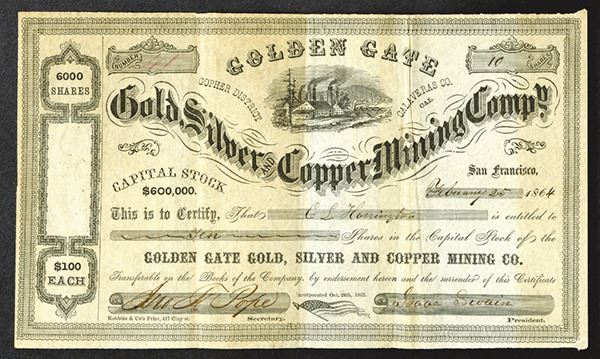 GOLDEN GATE
NUMBER
10 SHARES
6000
SHARES
GOPHER DISTRICT CALAVERAS CO.
CAL.
Gold Silver AND Copper Mining Compy.
CAPITAL STOCK
$600,000.
San Francisco,
February 25 1864
This is to Certify, That C L Harrington is entitled to
Ten Shares in the Capital Stock of the
GOLDEN GATE GOLD, SILVER AND COPPER MINING CO.
$100
EACH
Transferable on the Books of the Company, by endorsement hereon and the surrender of this Certificate
Incorporated Oct. 26th, 1863.
Pope Isaac
Robbins & Co's Print, 417 Clay st. Secretary. President.